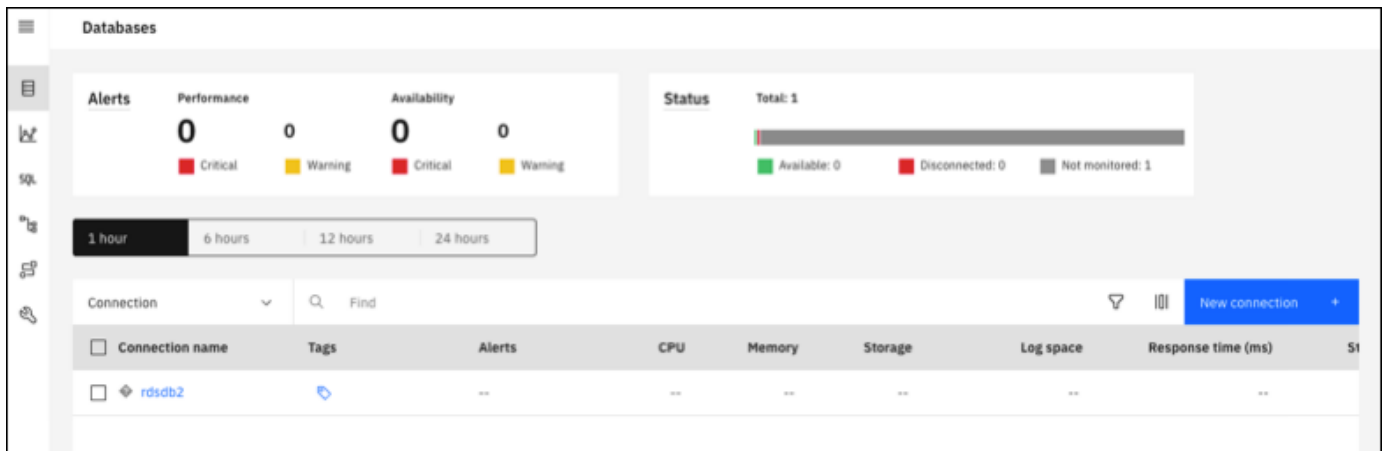 Databases
Alerts
Performance
Availability
0
0
0
0
Critical
Warning
Critical
Warning
Status
Total: 1
Available: 0
Disconnected: 0
Not monitored: 1
SQL
1 hour
6 hours
12 hours
24 hours
Connection
Find
New connection +
Connection name
Tags
Alerts
CPU
Memory
Storage
Log space
Response time (ms)
St
rdsdb2
--
--
--
--
--
--